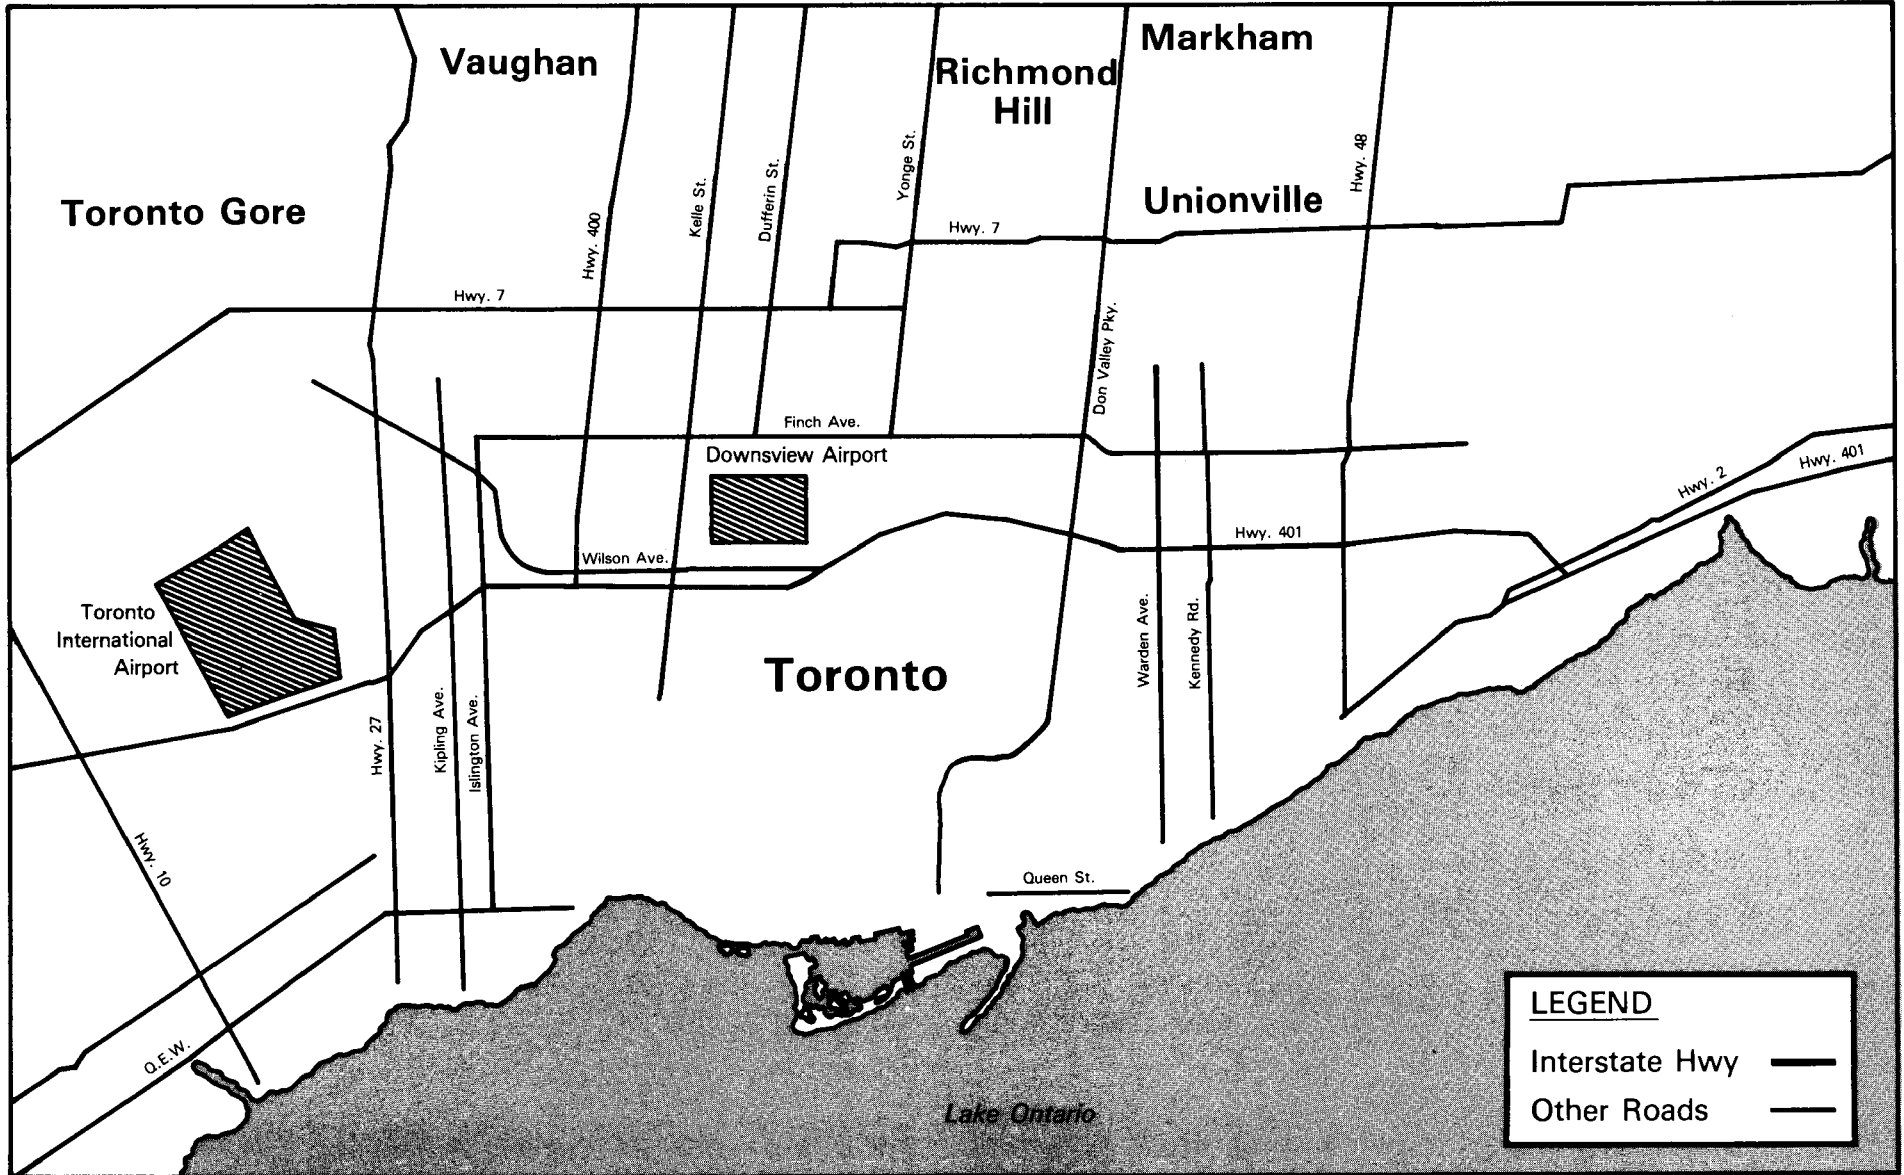 Markham
Vaughan
Richmond
Hill
Hwy. 48
Yonge St.
Kelle St.
Dufferin St.
Unionville
Toronto Gore
Hwy. 400
Hwy. 7
Hwy. 7
Don Valley Pky.
Finch Ave.
Downsview Airport
Hwy. 2
Hwy. 401
Hwy. 401
Wilson Ave.
Toronto
International
Airport
Warden Ave.
Kennedy Rd.
Toronto
Hwy. 27
Kipling Ave.
Islington Ave.
Hwy. 10
Queen St.
Q.E.W.
Lake Ontario
LEGEND
Interstate Hwy
Other Roads